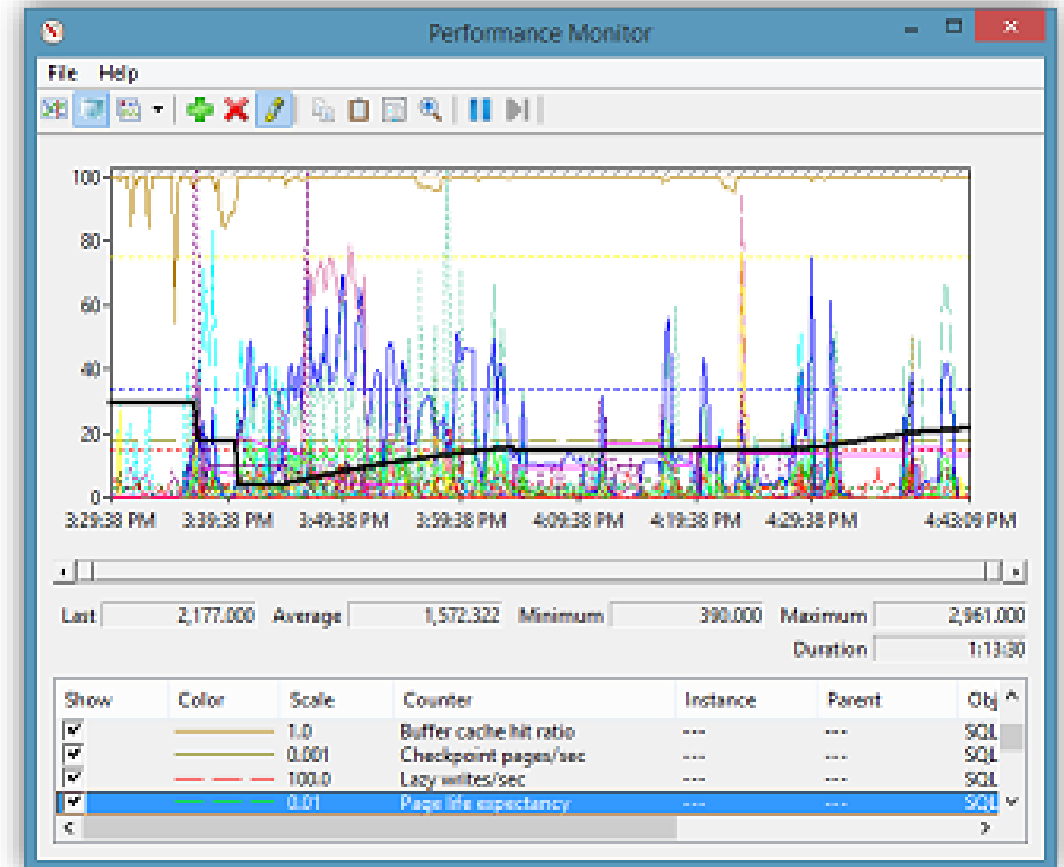 Performance Monitor
File Help
100
80
60
40
20
0
3:29:38 PM 3:39:38 PM 3:49:38 PM 3:59:38 PM 4:09:38 PM 4:19:38 PM 4:29:38 PM 4:43:09 PM
Last 2,177.000 Average 1,572.322 Minimum 390.000 Maximum 2,961.000
Duration 1:13:30
Show Color Scale Counter Instance Parent Obj
1.0 Buffer cache hit ratio --- --- SQL
0.001 Checkpoint pages/sec --- --- SQL
100.0 Lazy writes/sec --- --- SQL
0.01 Page life expectancy --- --- SQL